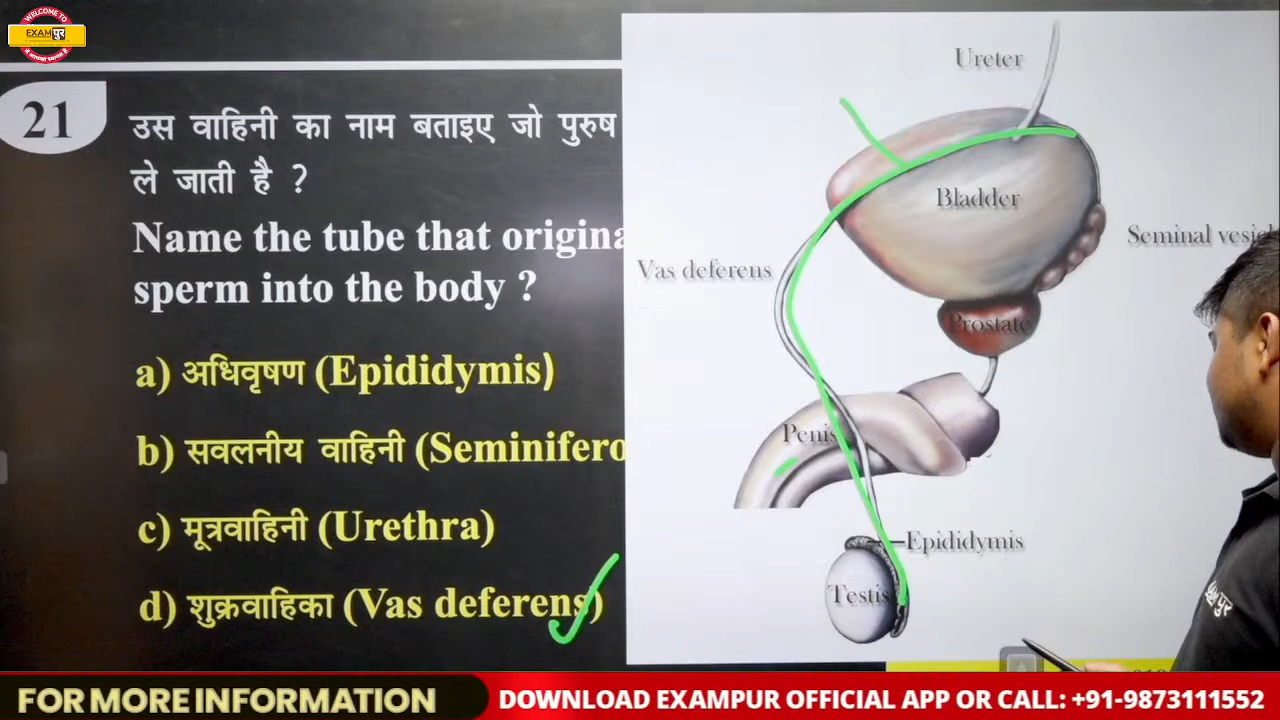 WELCOME TO
EXAMपुर
21
उस वाहिनी का नाम बताइए जो पुरुष
ले जाती है ?
Name the tube that origina
sperm into the body ?
a) अधिवृषण (Epididymis)
b) सवलनीय वाहिनी (Seminifero
c) मूत्रवाहिनी (Urethra)
d) शुक्रवाहिका (Vas deferens)
Ureter
Bladder
Seminal vesic
Vas deferens
Prostate
Penis
Epididymis
Testis
FOR MORE INFORMATION
DOWNLOAD EXAMPUR OFFICIAL APP OR CALL: +91-9873111552